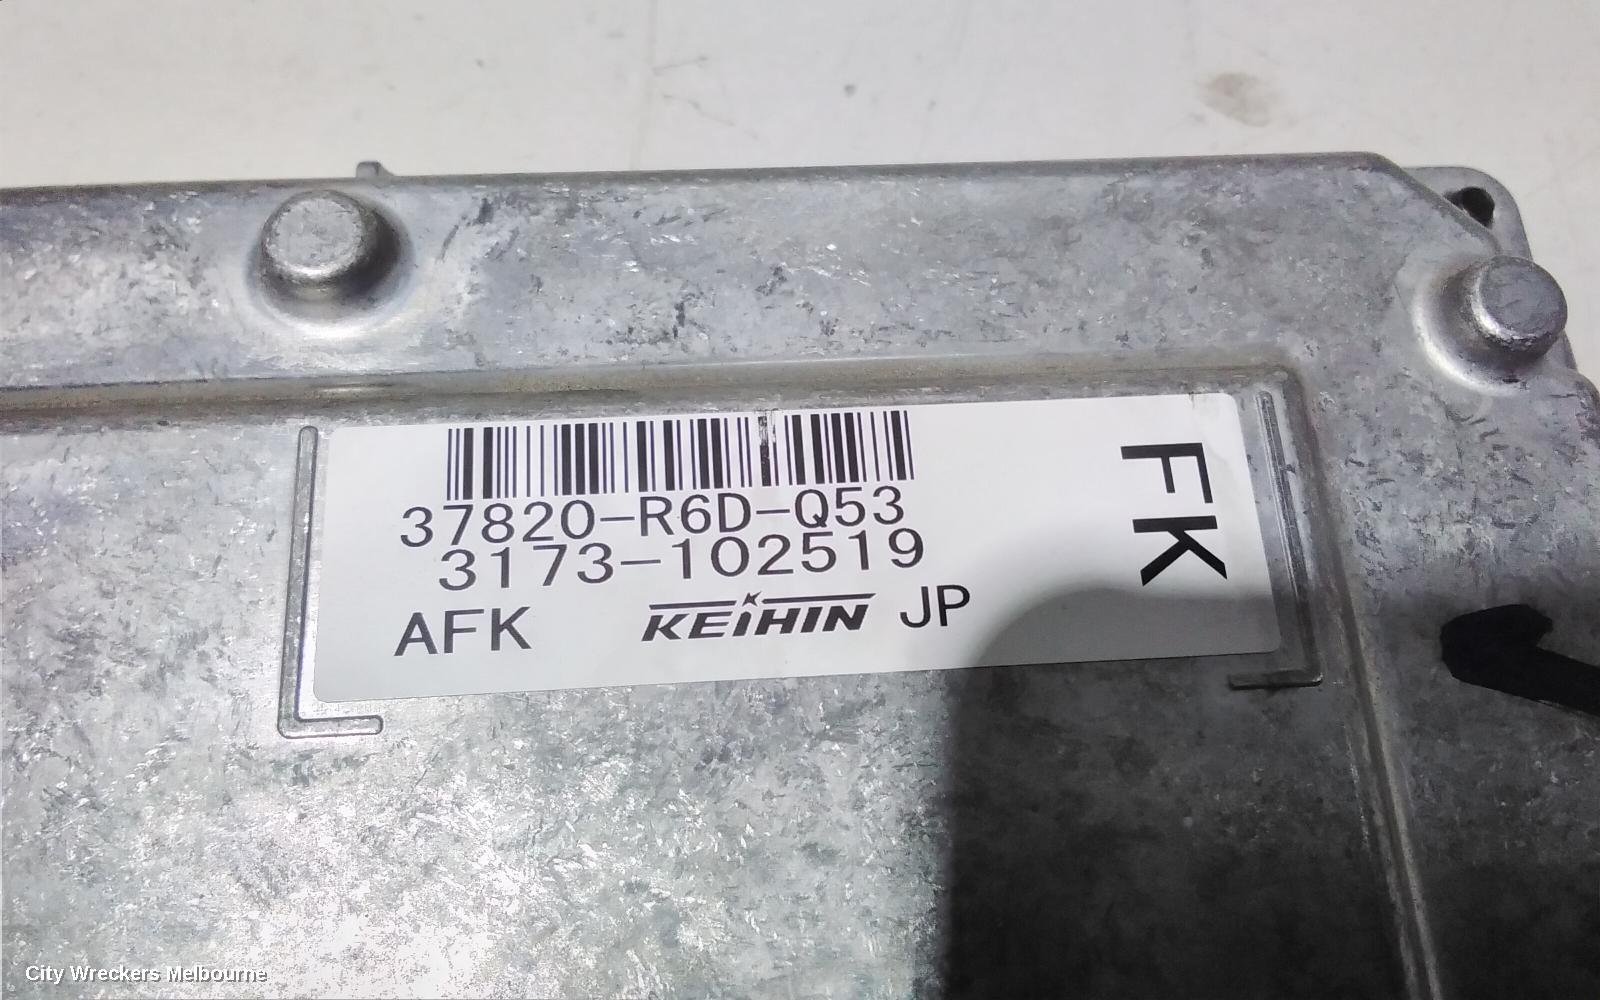 37820-R6D-Q53
3173-102519
AFK KEIHIN JP
FK
City Wreckers Melbourne